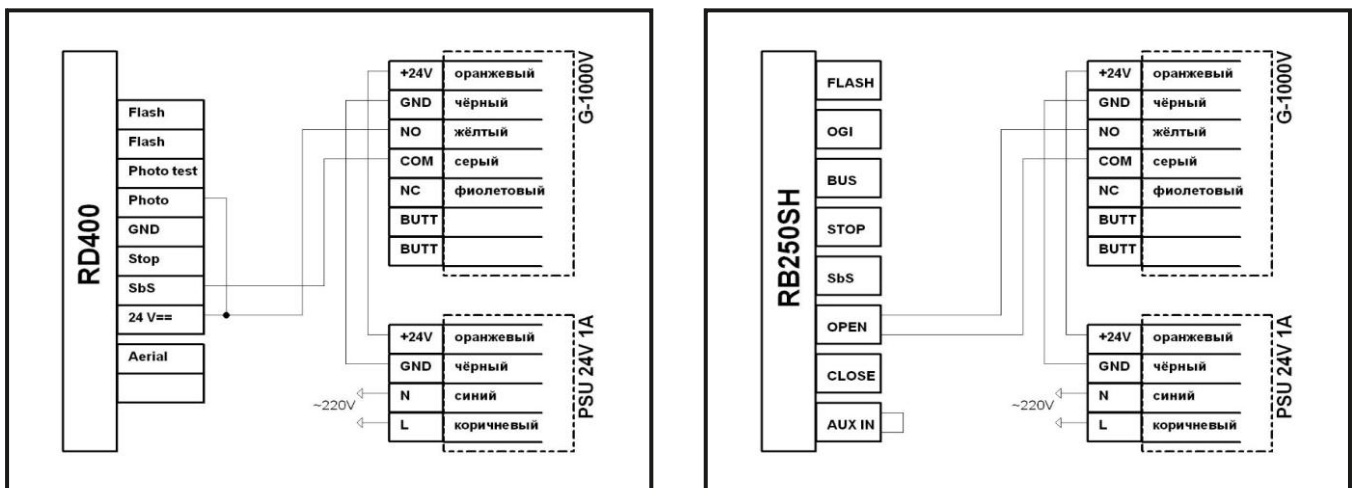 RD400
Flash
Flash
Photo test
Photo
GND
Stop
SbS
24 V==
Aerial
+24V оранжевый
GND чёрный
NO жёлтый
COM серый
NC фиолетовый
BUTT
BUTT
G-1000V
+24V оранжевый
GND чёрный
N синий
L коричневый
~220V
PSU 24V 1A
RB250SH
FLASH
OGI
BUS
STOP
SbS
OPEN
CLOSE
AUX IN
+24V оранжевый
GND чёрный
NO жёлтый
COM серый
NC фиолетовый
BUTT
BUTT
G-1000V
+24V оранжевый
GND чёрный
N синий
L коричневый
~220V
PSU 24V 1A